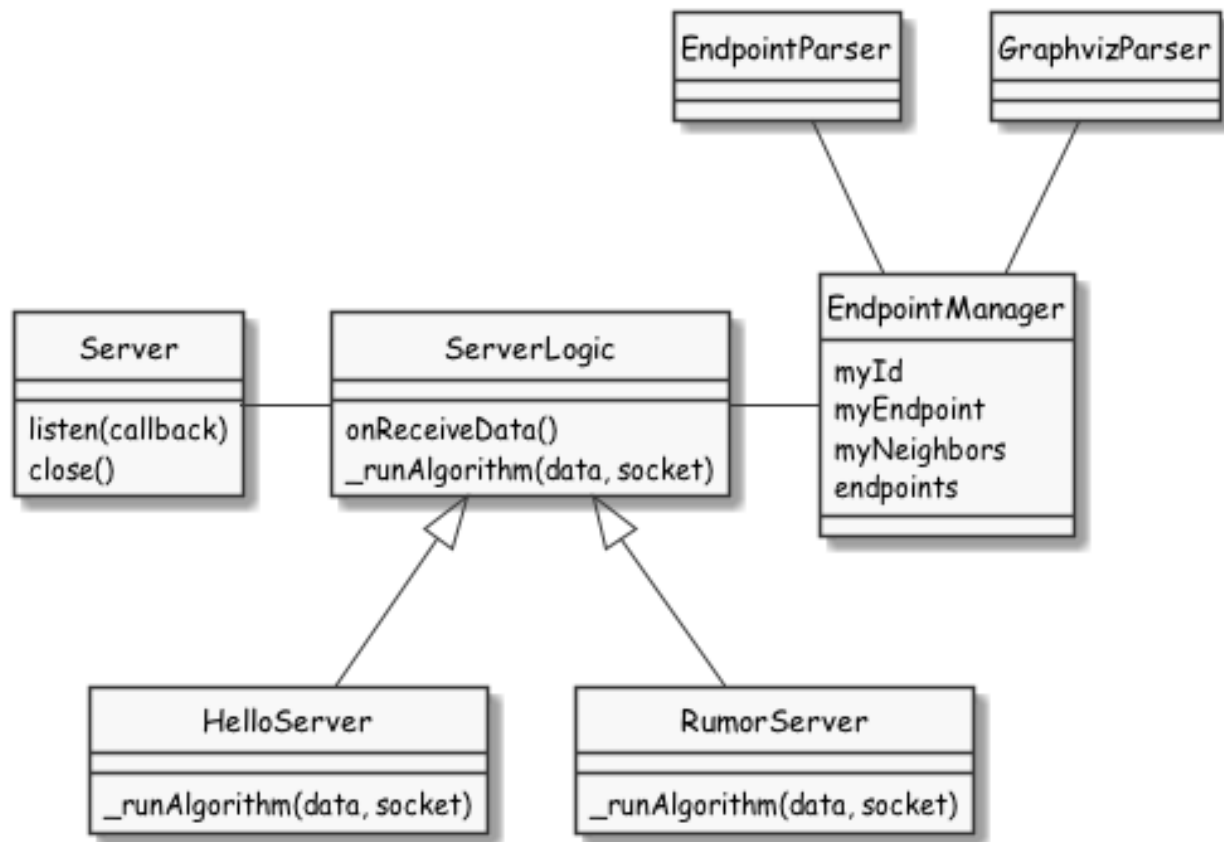 EndpointParser
GraphvizParser
EndpointManager
myId
myEndpoint
myNeighbors
endpoints
Server
listen(callback)
close()
ServerLogic
onReceiveData()
_runAlgorithm(data, socket)
HelloServer
_runAlgorithm(data, socket)
RumorServer
_runAlgorithm(data, socket)